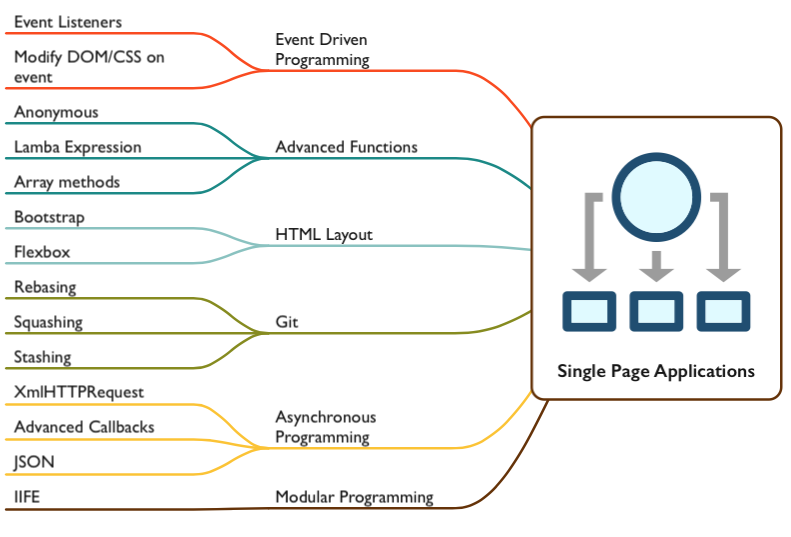 Event Listeners
Modify DOM/CSS on
event
Event Driven
Programming
Anonymous
Lamba Expression
Array methods
Advanced Functions
Bootstrap
Flexbox
HTML Layout
Rebasing
Squashing
Stashing
Git
XmlHTTPRequest
Advanced Callbacks
JSON
Asynchronous
Programming
IIFE
Modular Programming
Single Page Applications